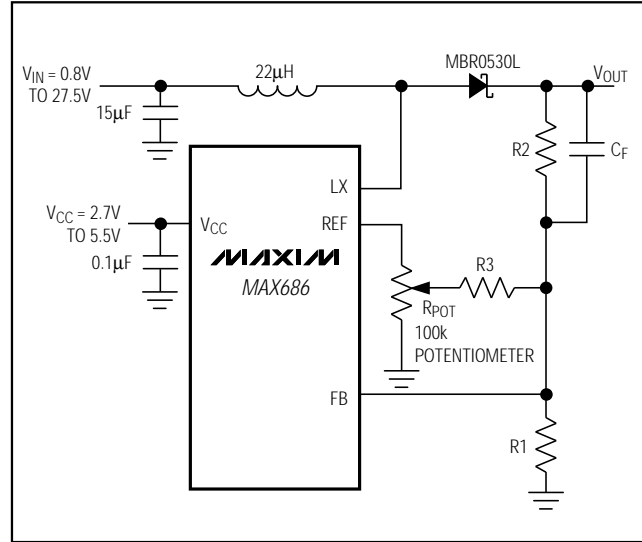 V_IN = 0.8V
TO 27.5V
22µH
MBR0530L
V_OUT
15µF
R2
C_F
LX
V_CC = 2.7V
TO 5.5V
V_CC
REF
MAXIM
MAX686
0.1µF
R3
R_POT
100k
POTENTIOMETER
FB
R1